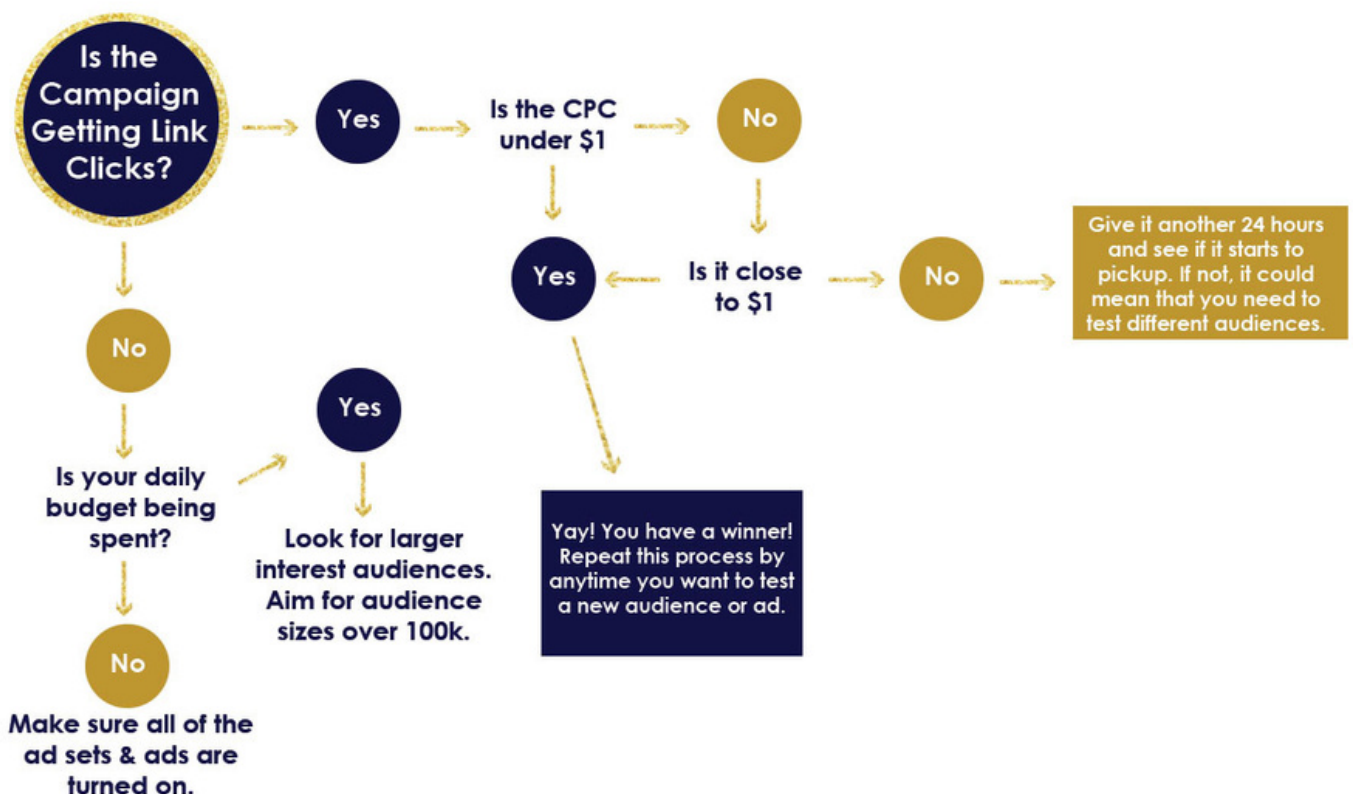 Is the
Campaign
Getting Link
Clicks?
Yes
Is the CPC
under $1
No
Yes
Is it close
to $1
No
Give it another 24 hours
and see if it starts to
pickup. If not, it could
mean that you need to
test different audiences.
No
Is your daily
budget being
spent?
Yes
Look for larger
interest audiences.
Aim for audience
sizes over 100k.
Yay! You have a winner!
Repeat this process by
anytime you want to test
a new audience or ad.
No
Make sure all of the
ad sets & ads are
turned on.